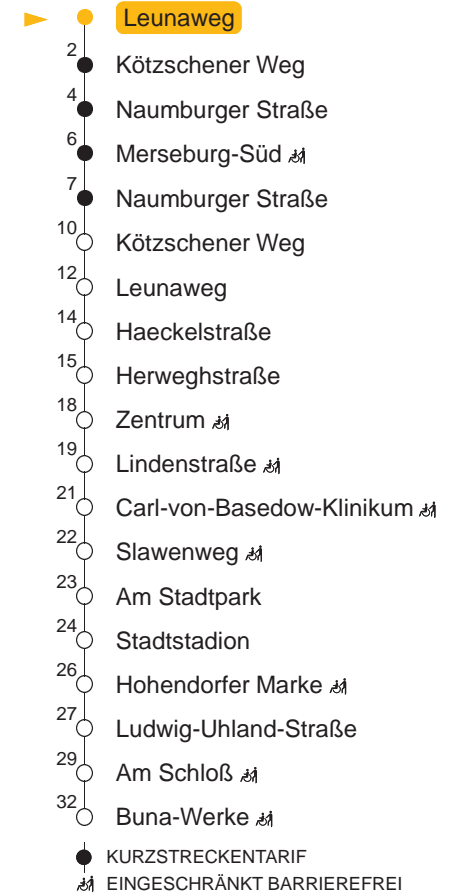 Leunaweg
2 Kötzschener Weg
4 Naumburger Straße
6 Merseburg-Süd
7 Naumburger Straße
10 Kötzschener Weg
12 Leunaweg
14 Haeckelstraße
15 Herweghstraße
18 Zentrum
19 Lindenstraße
21 Carl-von-Basedow-Klinikum
22 Slawenweg
23 Am Stadtpark
24 Stadtstadion
26 Hohendorfer Marke
27 Ludwig-Uhland-Straße
29 Am Schloß
32 Buna-Werke
KURZSTRECKENTARIF
EINGESCHRÄNKT BARRIEREFREI